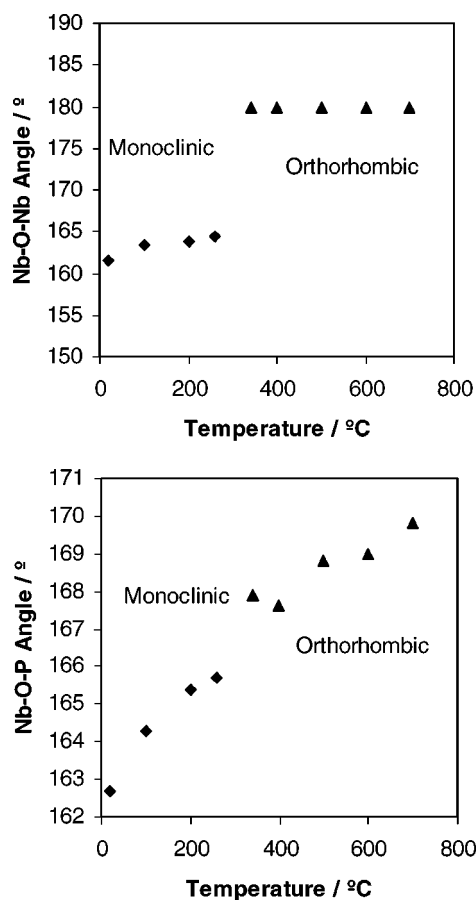 190
185
180
175
170
165
160
155
150
Nb-O-Nb Angle / º
Monoclinic
Orthorhombic
0 200 400 600 800
Temperature / ºC
171
170
169
168
167
166
165
164
163
162
Nb-O-P Angle / º
Monoclinic
Orthorhombic
0 200 400 600 800
Temperature / ºC